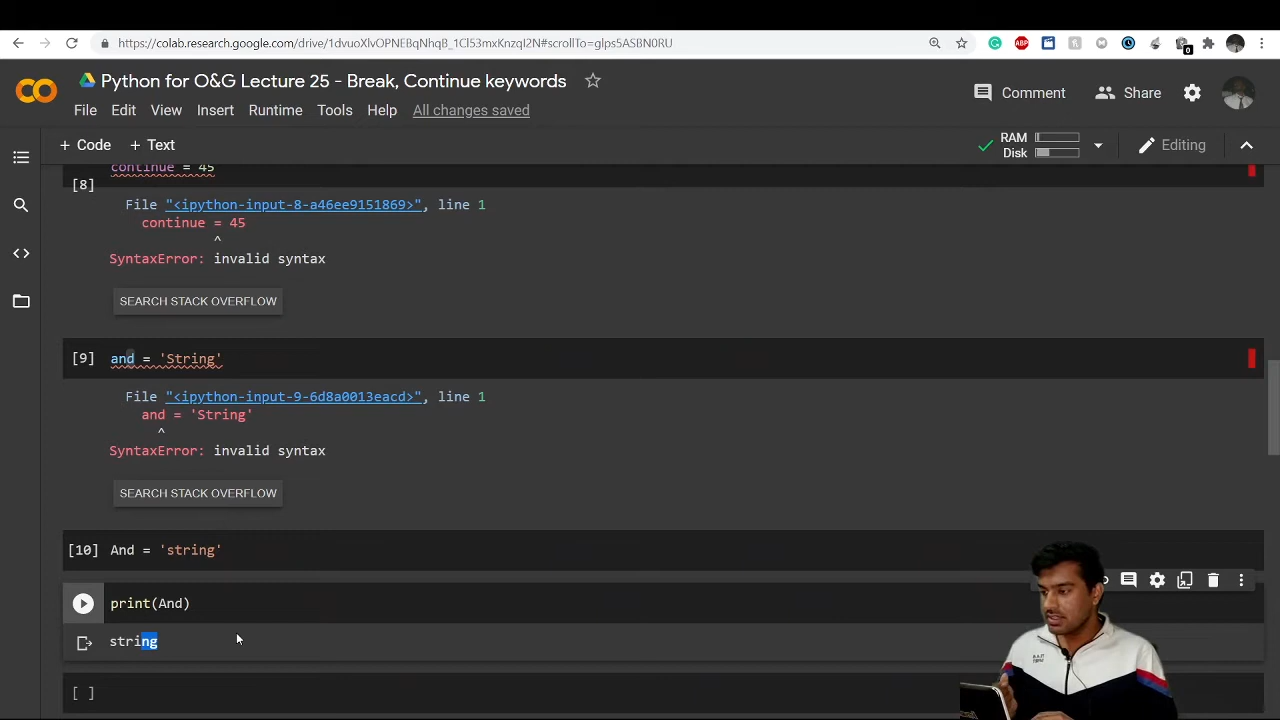 https://colab.research.google.com/drive/1dvuoXlvOPNEBqNhqB_1Cl53mxKnzqI2N#scrollTo=glps5ASBN0RU
ABP
0
Python for O&G Lecture 25 - Break, Continue keywords
Comment
Share
File Edit View Insert Runtime Tools Help All changes saved
+ Code + Text
RAM
Disk
Editing
continue = 45
[8]
File "<ipython-input-8-a46ee9151869>", line 1
continue = 45
^
SyntaxError: invalid syntax
SEARCH STACK OVERFLOW
[9] and = 'String'
File "<ipython-input-9-6d8a0013eacd>", line 1
and = 'String'
^
SyntaxError: invalid syntax
SEARCH STACK OVERFLOW
[10] And = 'string'
print(And)
string
[ ]